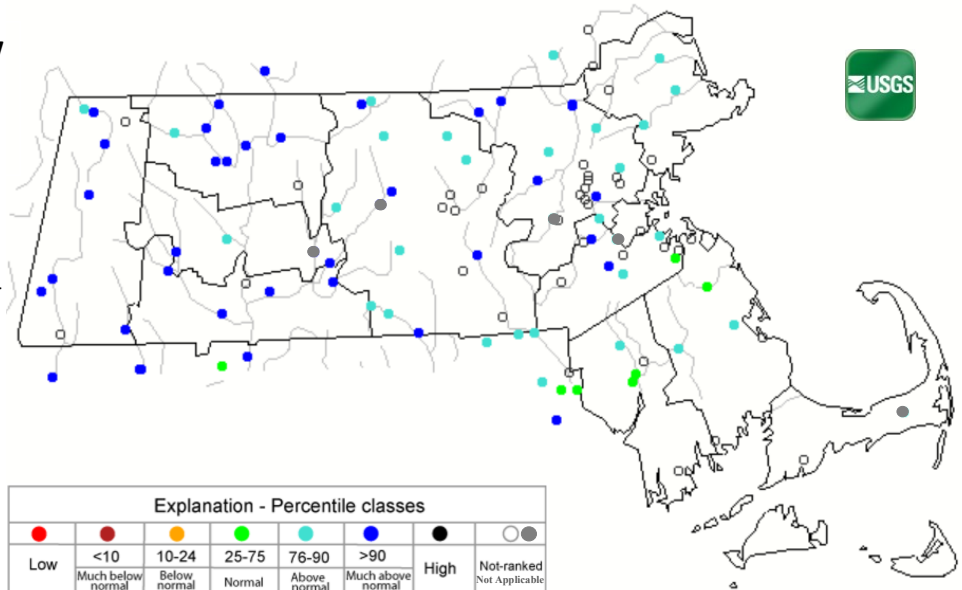 USGS
Explanation - Percentile classes
Low
<10
10-24
25-75
76-90
>90
High
Not-ranked
Not Applicable
Much below
normal
Below
normal
Normal
Above
normal
Much above
normal